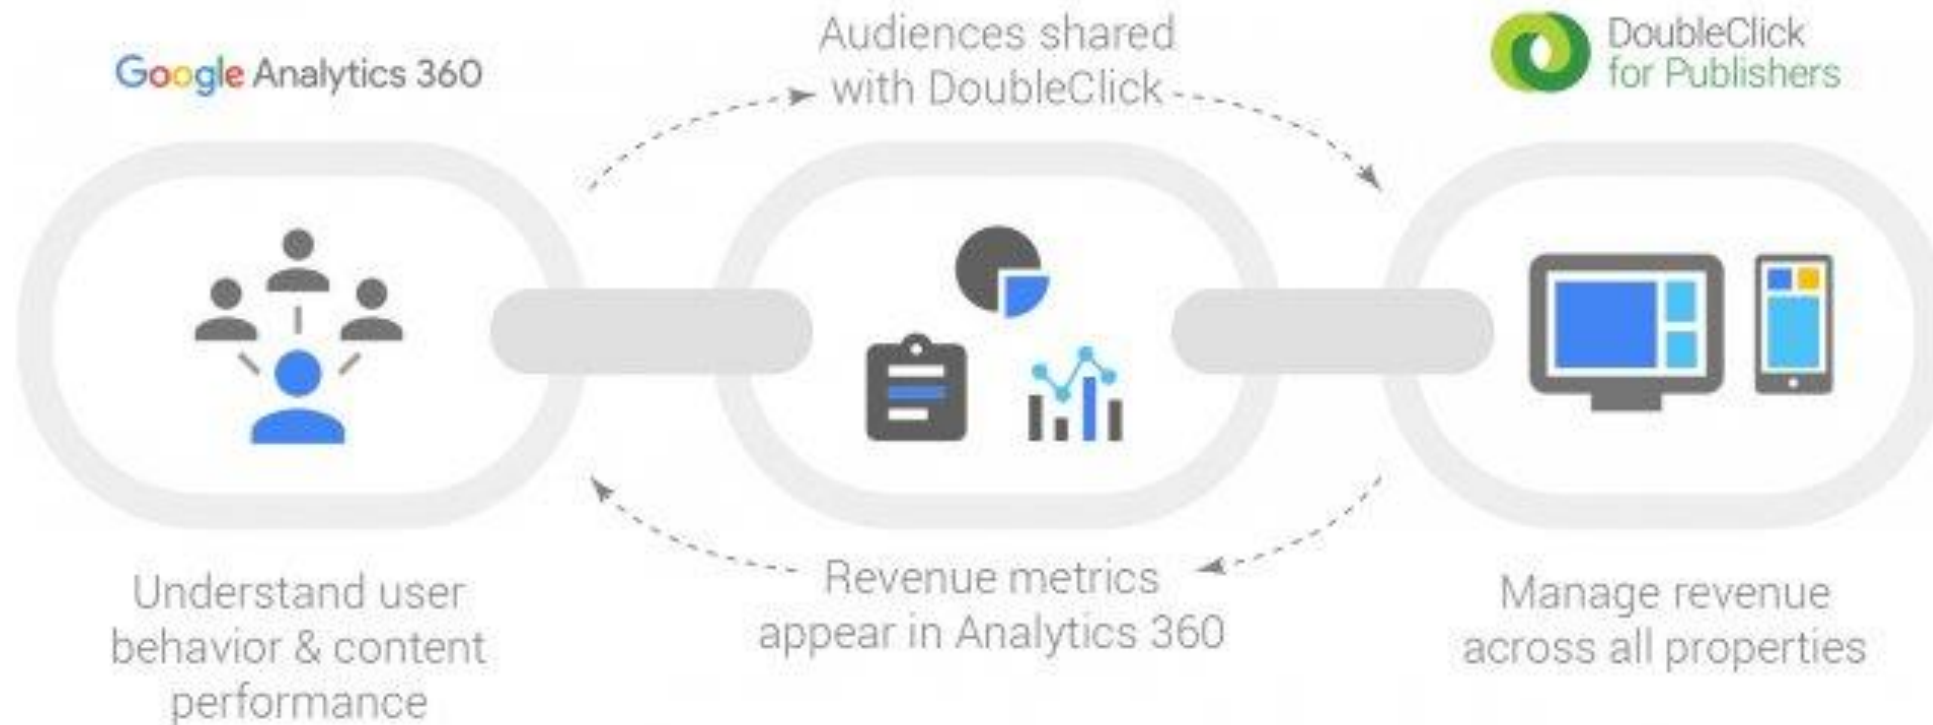 Google Analytics 360
Audiences shared
with DoubleClick
DoubleClick
for Publishers
Understand user
behavior & content
performance
Revenue metrics
appear in Analytics 360
Manage revenue
across all properties